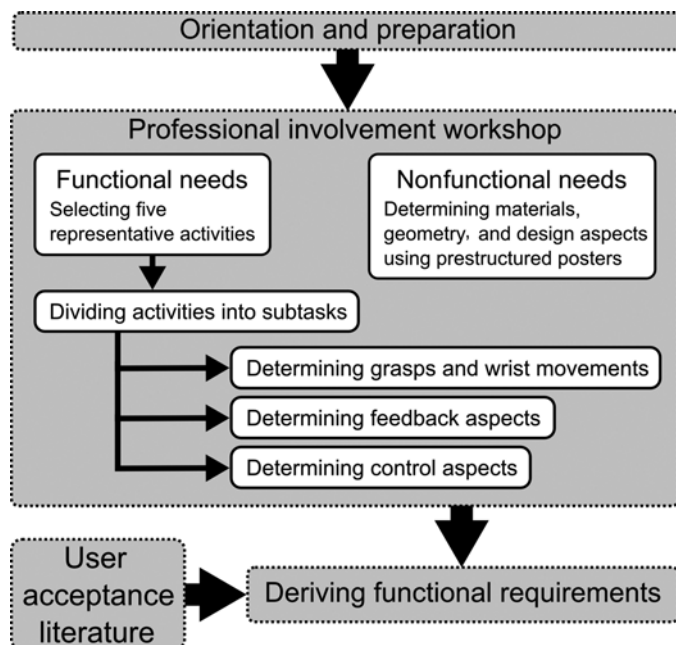 Orientation and preparation
Professional involvement workshop
Functional needs
Selecting five
representative activities
Nonfunctional needs
Determining materials,
geometry, and design aspects
using prestructured posters
Dividing activities into subtasks
Determining grasps and wrist movements
Determining feedback aspects
Determining control aspects
User
acceptance
literature
Deriving functional requirements